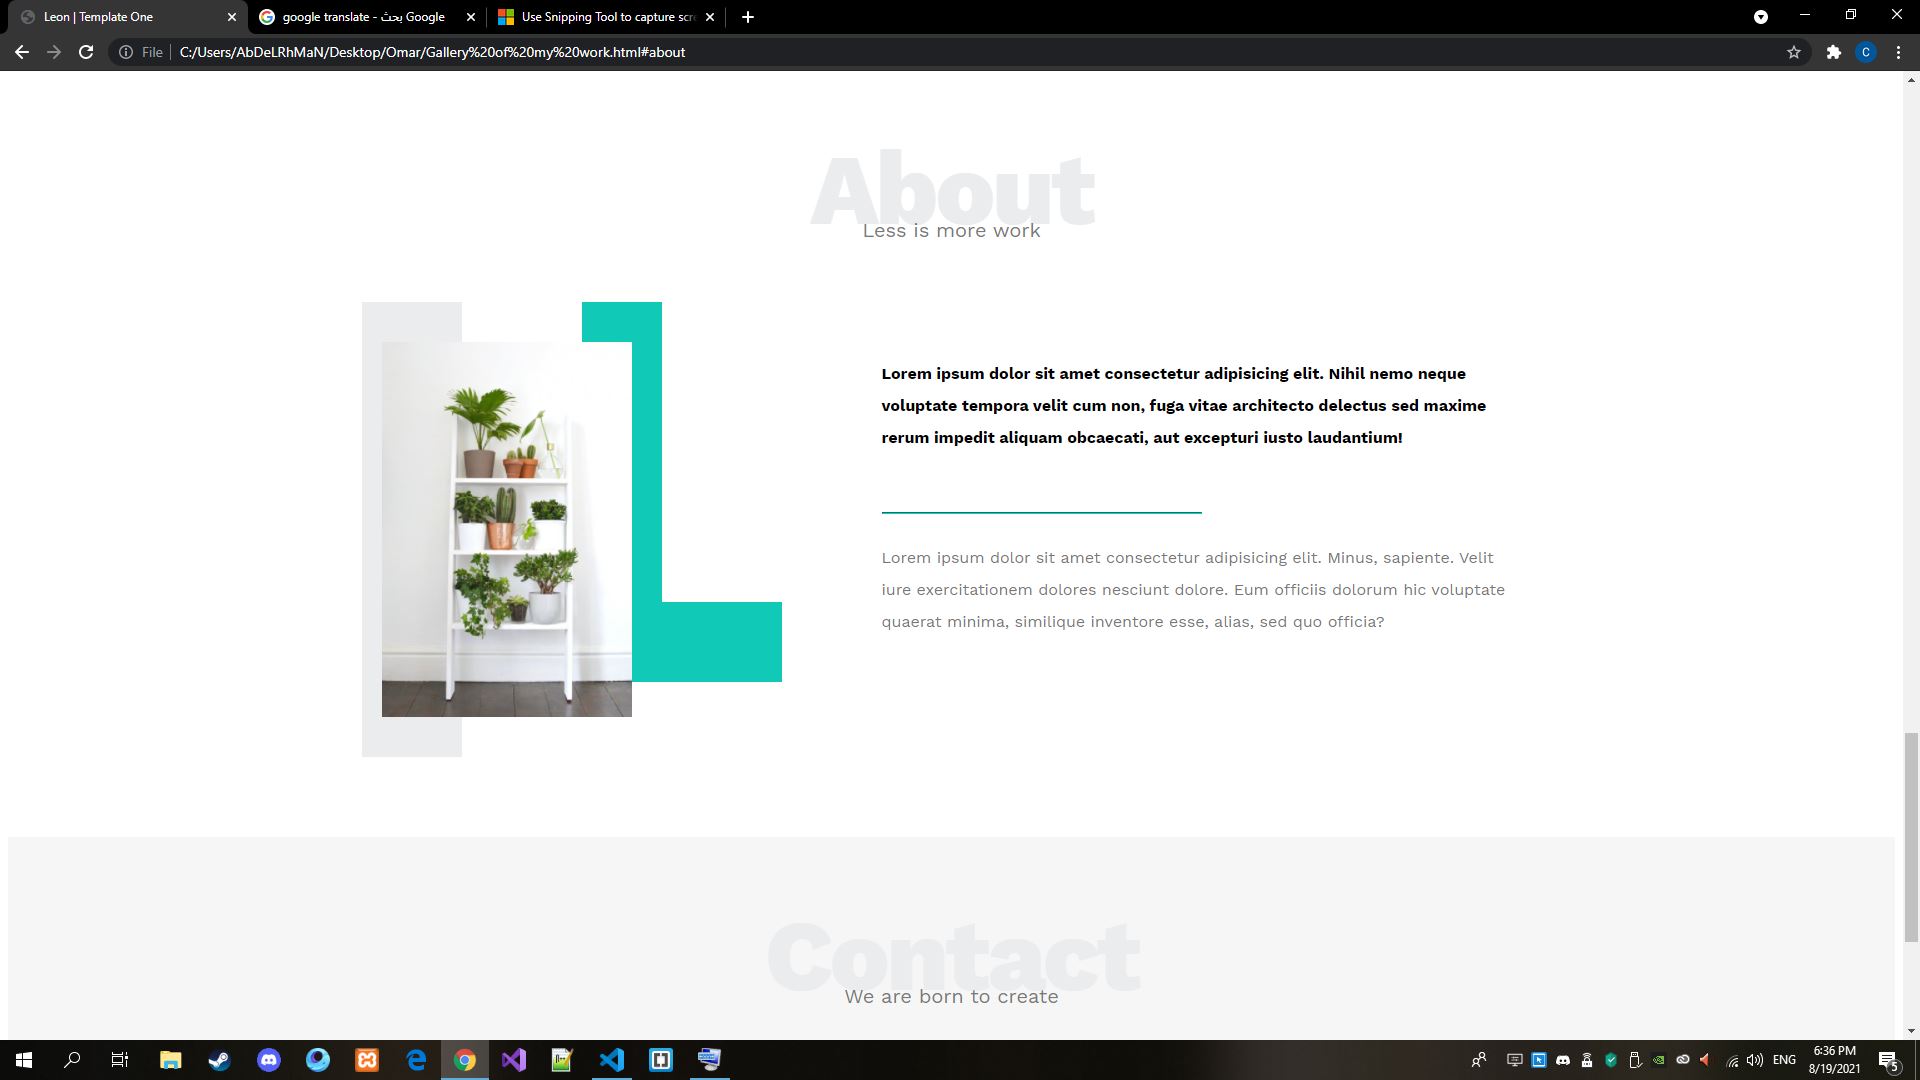 Leon | Template One
google translate - بحث Google
Use Snipping Tool to capture scre
File
C:/Users/AbDeLRhMaN/Desktop/Omar/Gallery%20of%20my%20work.html#about
C
About
Less is more work
Lorem ipsum dolor sit amet consectetur adipisicing elit. Nihil nemo neque
voluptate tempora velit cum non, fuga vitae architecto delectus sed maxime
rerum impedit aliquam obcaecati, aut excepturi iusto laudantium!
Lorem ipsum dolor sit amet consectetur adipisicing elit. Minus, sapiente. Velit
iure exercitationem dolores nesciunt dolore. Eum officiis dolorum hic voluptate
quaerat minima, similique inventore esse, alias, sed quo officia?
Contact
We are born to create
ENG
6:36 PM
8/19/2021
5